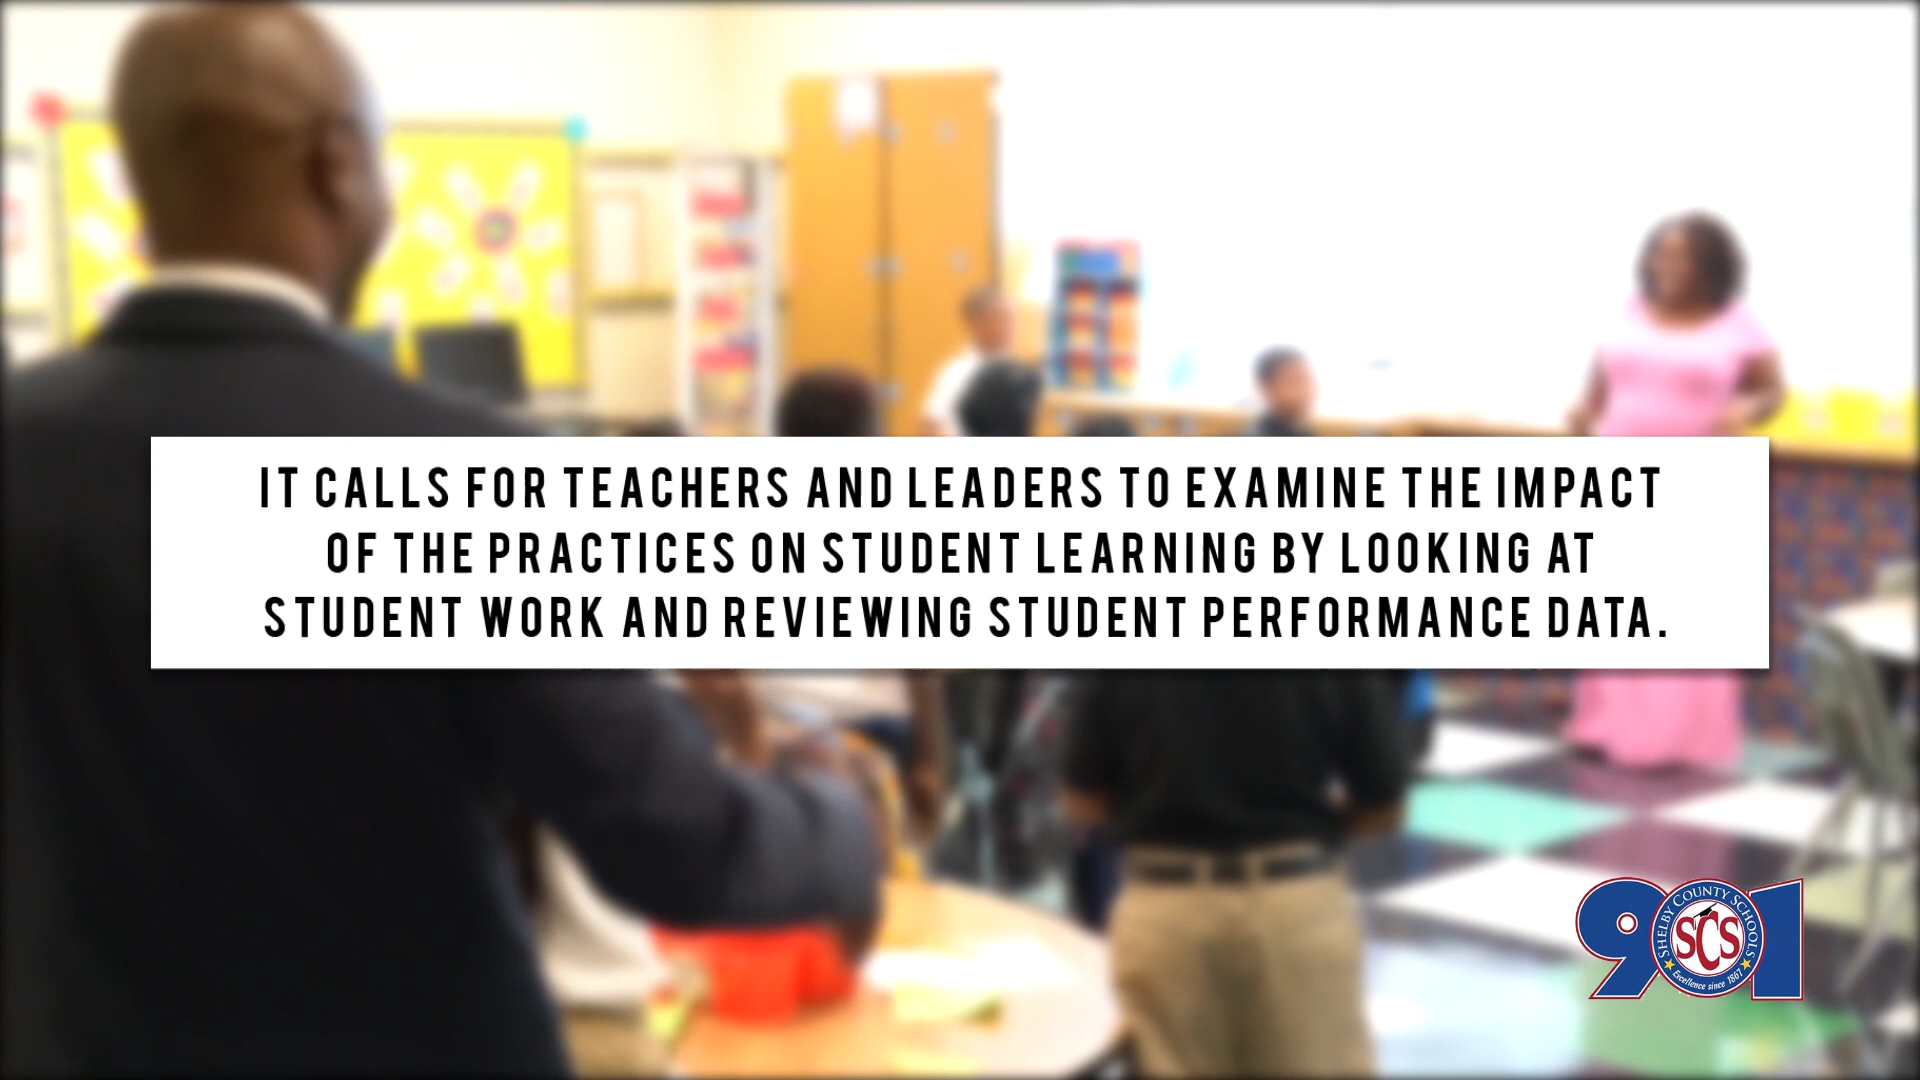 IT CALLS FOR TEACHERS AND LEADERS TO EXAMINE THE IMPACT
OF THE PRACTICES ON STUDENT LEARNING BY LOOKING AT
STUDENT WORK AND REVIEWING STUDENT PERFORMANCE DATA.
901
SHELBY COUNTY SCHOOLS
SCS
Excellence since 1867